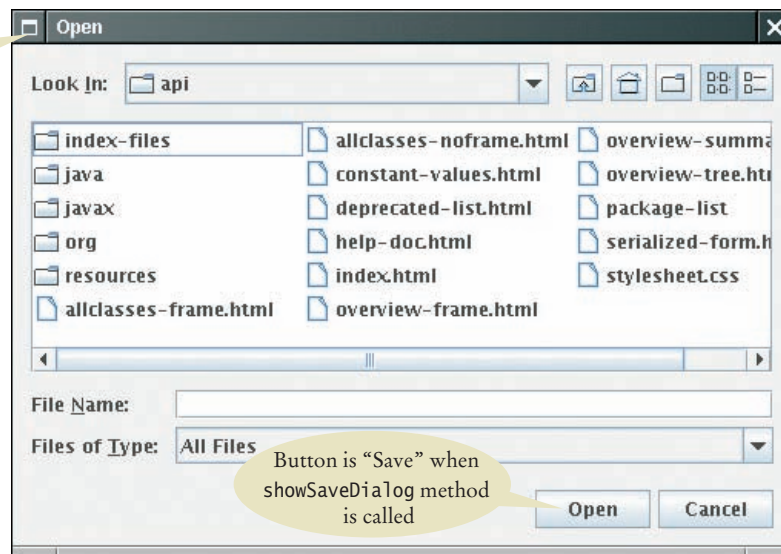 Open
Look In: api
index-files
java
javax
org
resources
allclasses-frame.html
allclasses-noframe.html
constant-values.html
deprecated-list.html
help-doc.html
index.html
overview-frame.html
overview-summa
overview-tree.htm
package-list
serialized-form.h
stylesheet.css
File Name:
Files of Type: All Files
Button is “Save” when
showSaveDialog method
is called
Open Cancel